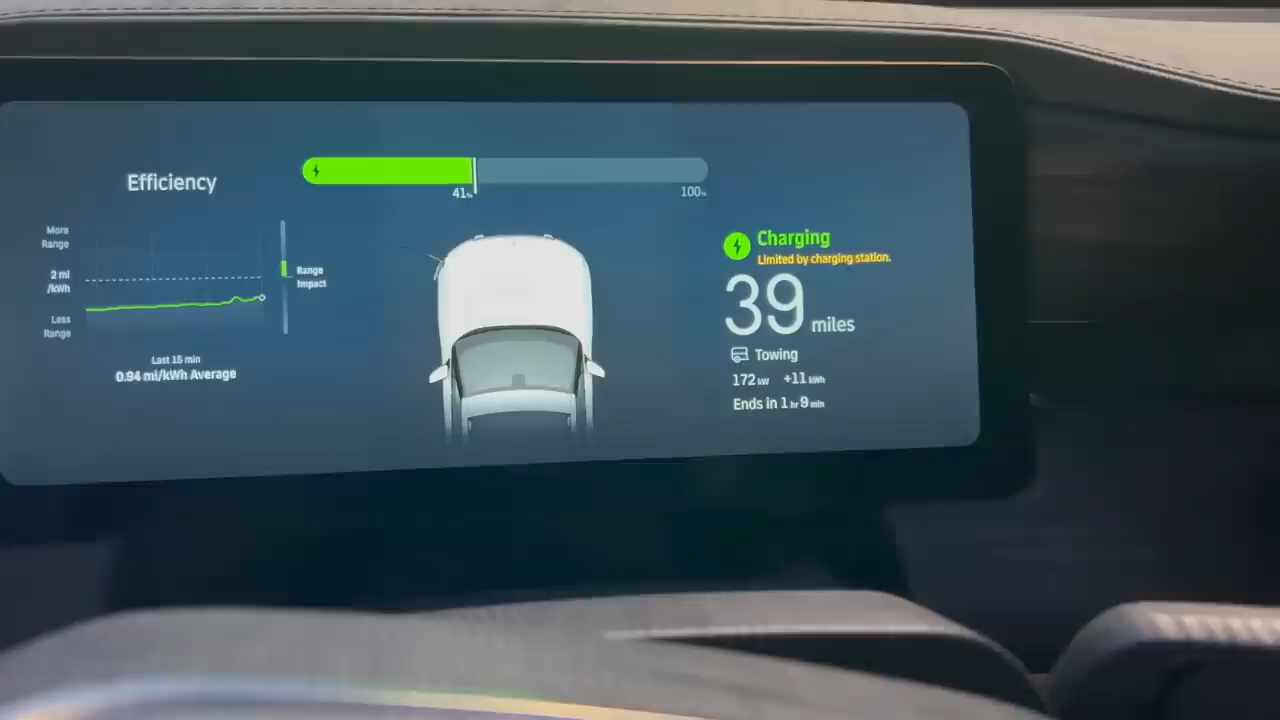 Efficiency
More
Range
2 mi
/kWh
Less
Range
Range
Impact
Last 15 min
0.94 mi/kWh Average
41%
100%
Charging
Limited by charging station.
39 miles
Towing
172 kW +11 kWh
Ends in 1 hr 9 min